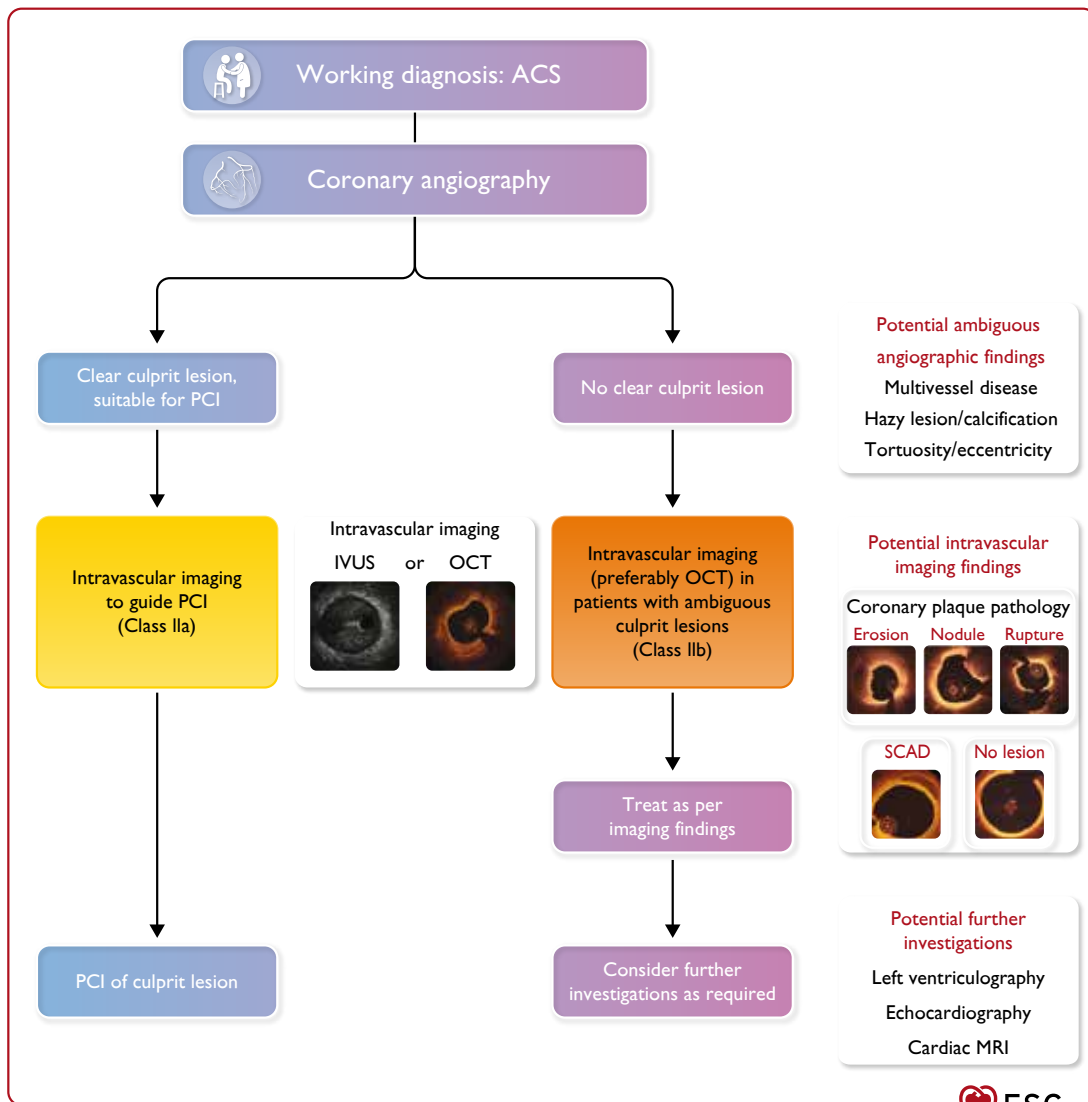 Working diagnosis: ACS
Coronary angiography
Clear culprit lesion,
suitable for PCI
No clear culprit lesion
Potential ambiguous
angiographic findings
Multivessel disease
Hazy lesion/calcification
Tortuosity/eccentricity
Intravascular imaging
to guide PCI
(Class IIa)
Intravascular imaging
IVUS or OCT
Intravascular imaging
(preferably OCT) in
patients with ambiguous
culprit lesions
(Class IIb)
Potential intravascular
imaging findings
Coronary plaque pathology
Erosion Nodule Rupture
SCAD No lesion
Treat as per
imaging findings
PCI of culprit lesion
Consider further
investigations as required
Potential further
investigations
Left ventriculography
Echocardiography
Cardiac MRI
ESC